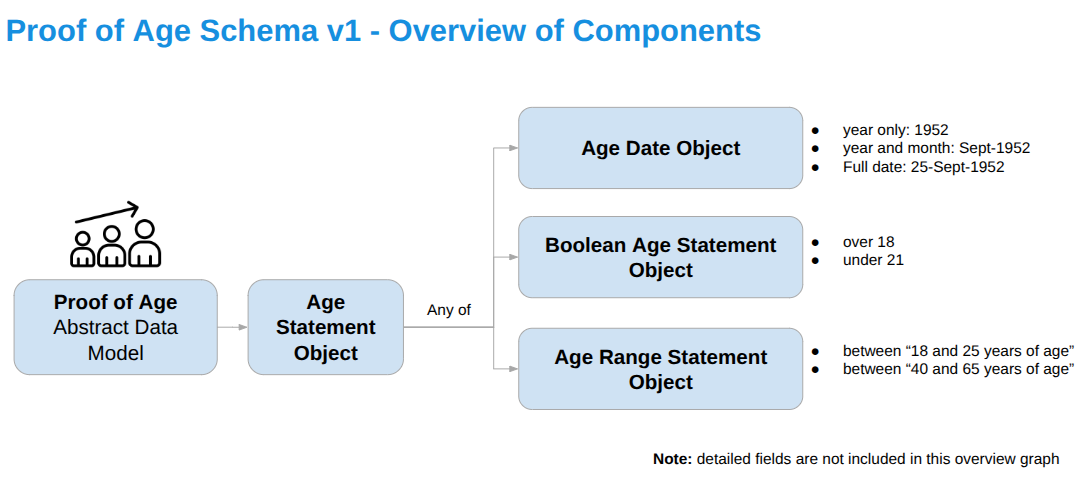 Proof of Age Schema v1 - Overview of Components
Age Date Object
● year only: 1952
● year and month: Sept-1952
● Full date: 25-Sept-1952
Boolean Age Statement
Object
● over 18
● under 21
Proof of Age
Abstract Data
Model
Age
Statement
Object
Any of
Age Range Statement
Object
● between “18 and 25 years of age”
● between “40 and 65 years of age”
Note: detailed fields are not included in this overview graph